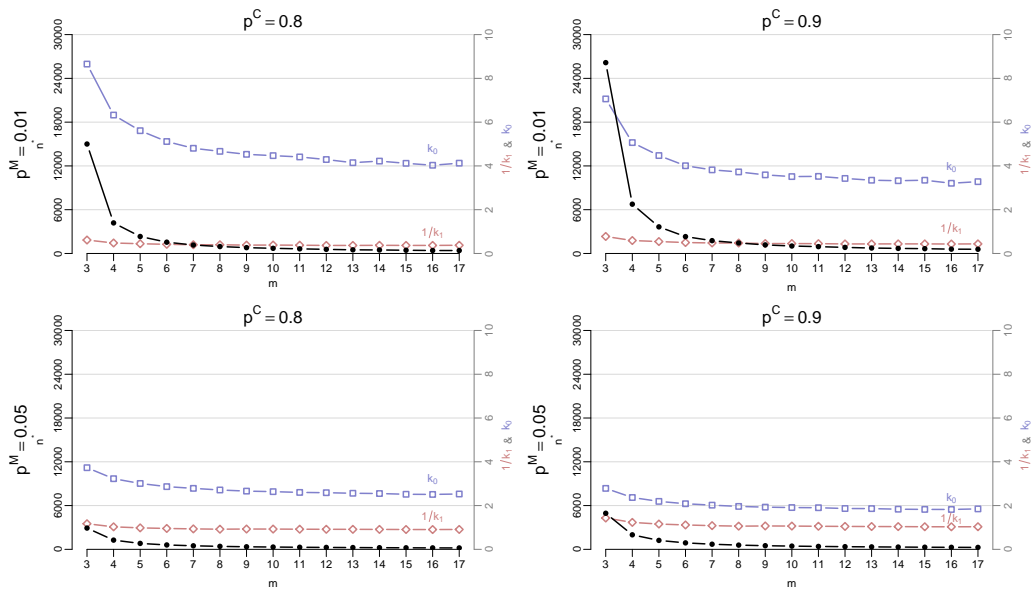 p^C = 0.8
p^M = 0.01
n*
0 6000 12000 18000 24000 30000
k₀
1/k₁
0 2 4 6 8 10
3 4 5 6 7 8 9 10 11 12 13 14 15 16 17
m
p^C = 0.9
p^M = 0.01
n*
0 6000 12000 18000 24000 30000
k₀
1/k₁
0 2 4 6 8 10
1/k₁ & k₀
3 4 5 6 7 8 9 10 11 12 13 14 15 16 17
m
p^C = 0.8
p^M = 0.05
n*
0 6000 12000 18000 24000 30000
k₀
1/k₁
0 2 4 6 8 10
1/k₁ & k₀
3 4 5 6 7 8 9 10 11 12 13 14 15 16 17
m
p^C = 0.9
p^M = 0.05
n*
0 6000 12000 18000 24000 30000
k₀
1/k₁
0 2 4 6 8 10
1/k₁ & k₀
3 4 5 6 7 8 9 10 11 12 13 14 15 16 17
m
1/k₁ & k₀